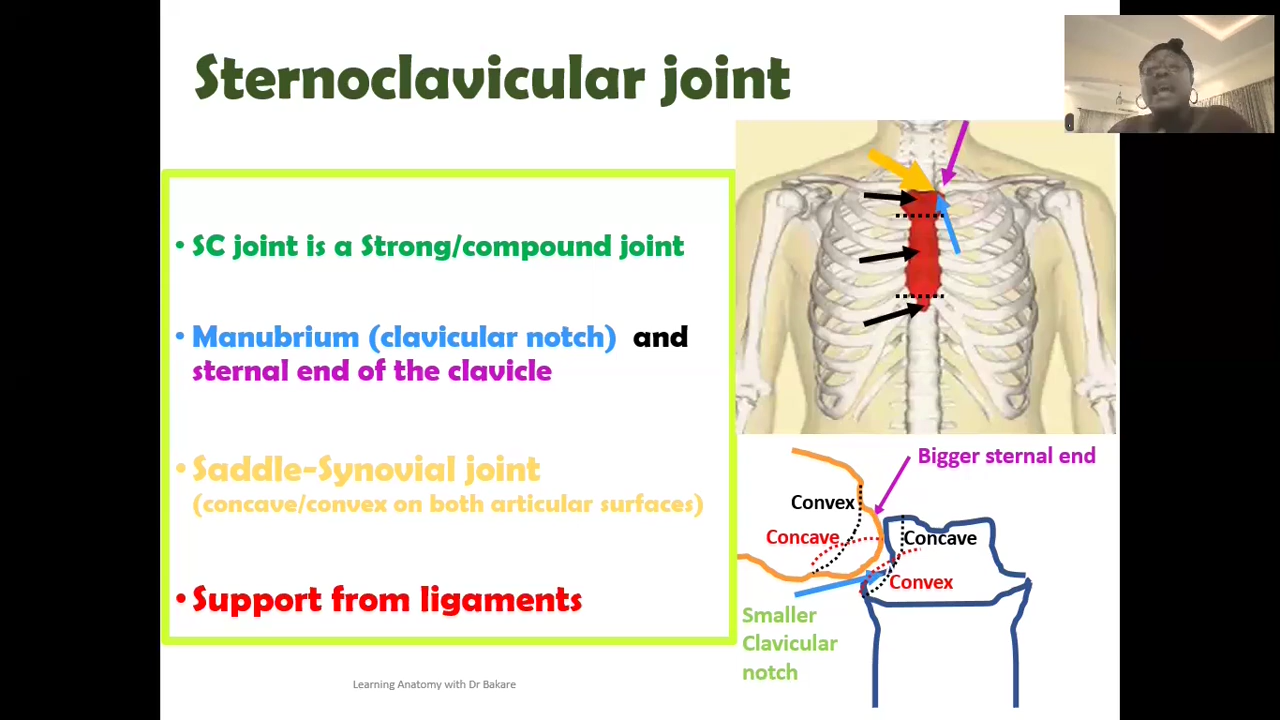 Sternoclavicular joint
• SC joint is a Strong/compound joint
• Manubrium (clavicular notch) and
sternal end of the clavicle
• Saddle-Synovial joint
(concave/convex on both articular surfaces)
• Support from ligaments
Bigger sternal end
Convex
Concave
Concave
Convex
Smaller
Clavicular
notch
Learning Anatomy with Dr Bakare